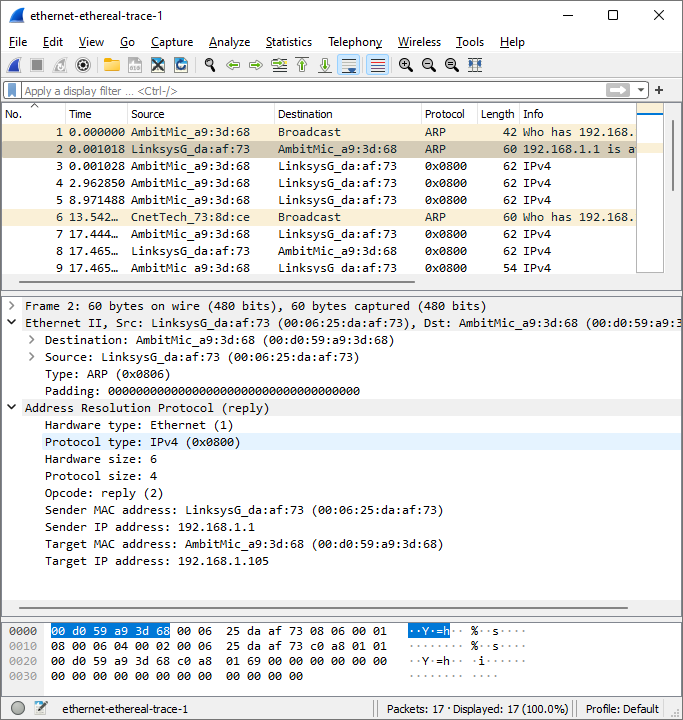 ethernet-ethereal-trace-1
File Edit View Go Capture Analyze Statistics Telephony Wireless Tools Help
Apply a display filter ... <Ctrl-/>
No. Time Source Destination Protocol Length Info
1 0.000000 AmbitMic_a9:3d:68 Broadcast ARP 42 Who has 192.168.
2 0.001018 LinksysG_da:af:73 AmbitMic_a9:3d:68 ARP 60 192.168.1.1 is a
3 0.001028 AmbitMic_a9:3d:68 LinksysG_da:af:73 0x0800 62 IPv4
4 2.962850 AmbitMic_a9:3d:68 LinksysG_da:af:73 0x0800 62 IPv4
5 8.971488 AmbitMic_a9:3d:68 LinksysG_da:af:73 0x0800 62 IPv4
6 13.542… CnetTech_73:8d:ce Broadcast ARP 60 Who has 192.168.
7 17.444… AmbitMic_a9:3d:68 LinksysG_da:af:73 0x0800 62 IPv4
8 17.465… LinksysG_da:af:73 AmbitMic_a9:3d:68 0x0800 62 IPv4
9 17.465… AmbitMic_a9:3d:68 LinksysG_da:af:73 0x0800 54 IPv4
Frame 2: 60 bytes on wire (480 bits), 60 bytes captured (480 bits)
Ethernet II, Src: LinksysG_da:af:73 (00:06:25:da:af:73), Dst: AmbitMic_a9:3d:68 (00:d0:59:a9:3
Destination: AmbitMic_a9:3d:68 (00:d0:59:a9:3d:68)
Source: LinksysG_da:af:73 (00:06:25:da:af:73)
Type: ARP (0x0806)
Padding: 000000000000000000000000000000000000
Address Resolution Protocol (reply)
Hardware type: Ethernet (1)
Protocol type: IPv4 (0x0800)
Hardware size: 6
Protocol size: 4
Opcode: reply (2)
Sender MAC address: LinksysG_da:af:73 (00:06:25:da:af:73)
Sender IP address: 192.168.1.1
Target MAC address: AmbitMic_a9:3d:68 (00:d0:59:a9:3d:68)
Target IP address: 192.168.1.105
0000 00 d0 59 a9 3d 68 00 06 25 da af 73 08 06 00 01 ··Y·=h·· %··s····
0010 08 00 06 04 00 02 00 06 25 da af 73 c0 a8 01 01 ········ %··s····
0020 00 d0 59 a9 3d 68 c0 a8 01 69 00 00 00 00 00 00 ··Y·=h·· ·i······
0030 00 00 00 00 00 00 00 00 00 00 00 00 ········ ····
ethernet-ethereal-trace-1 Packets: 17 · Displayed: 17 (100.0%) Profile: Default